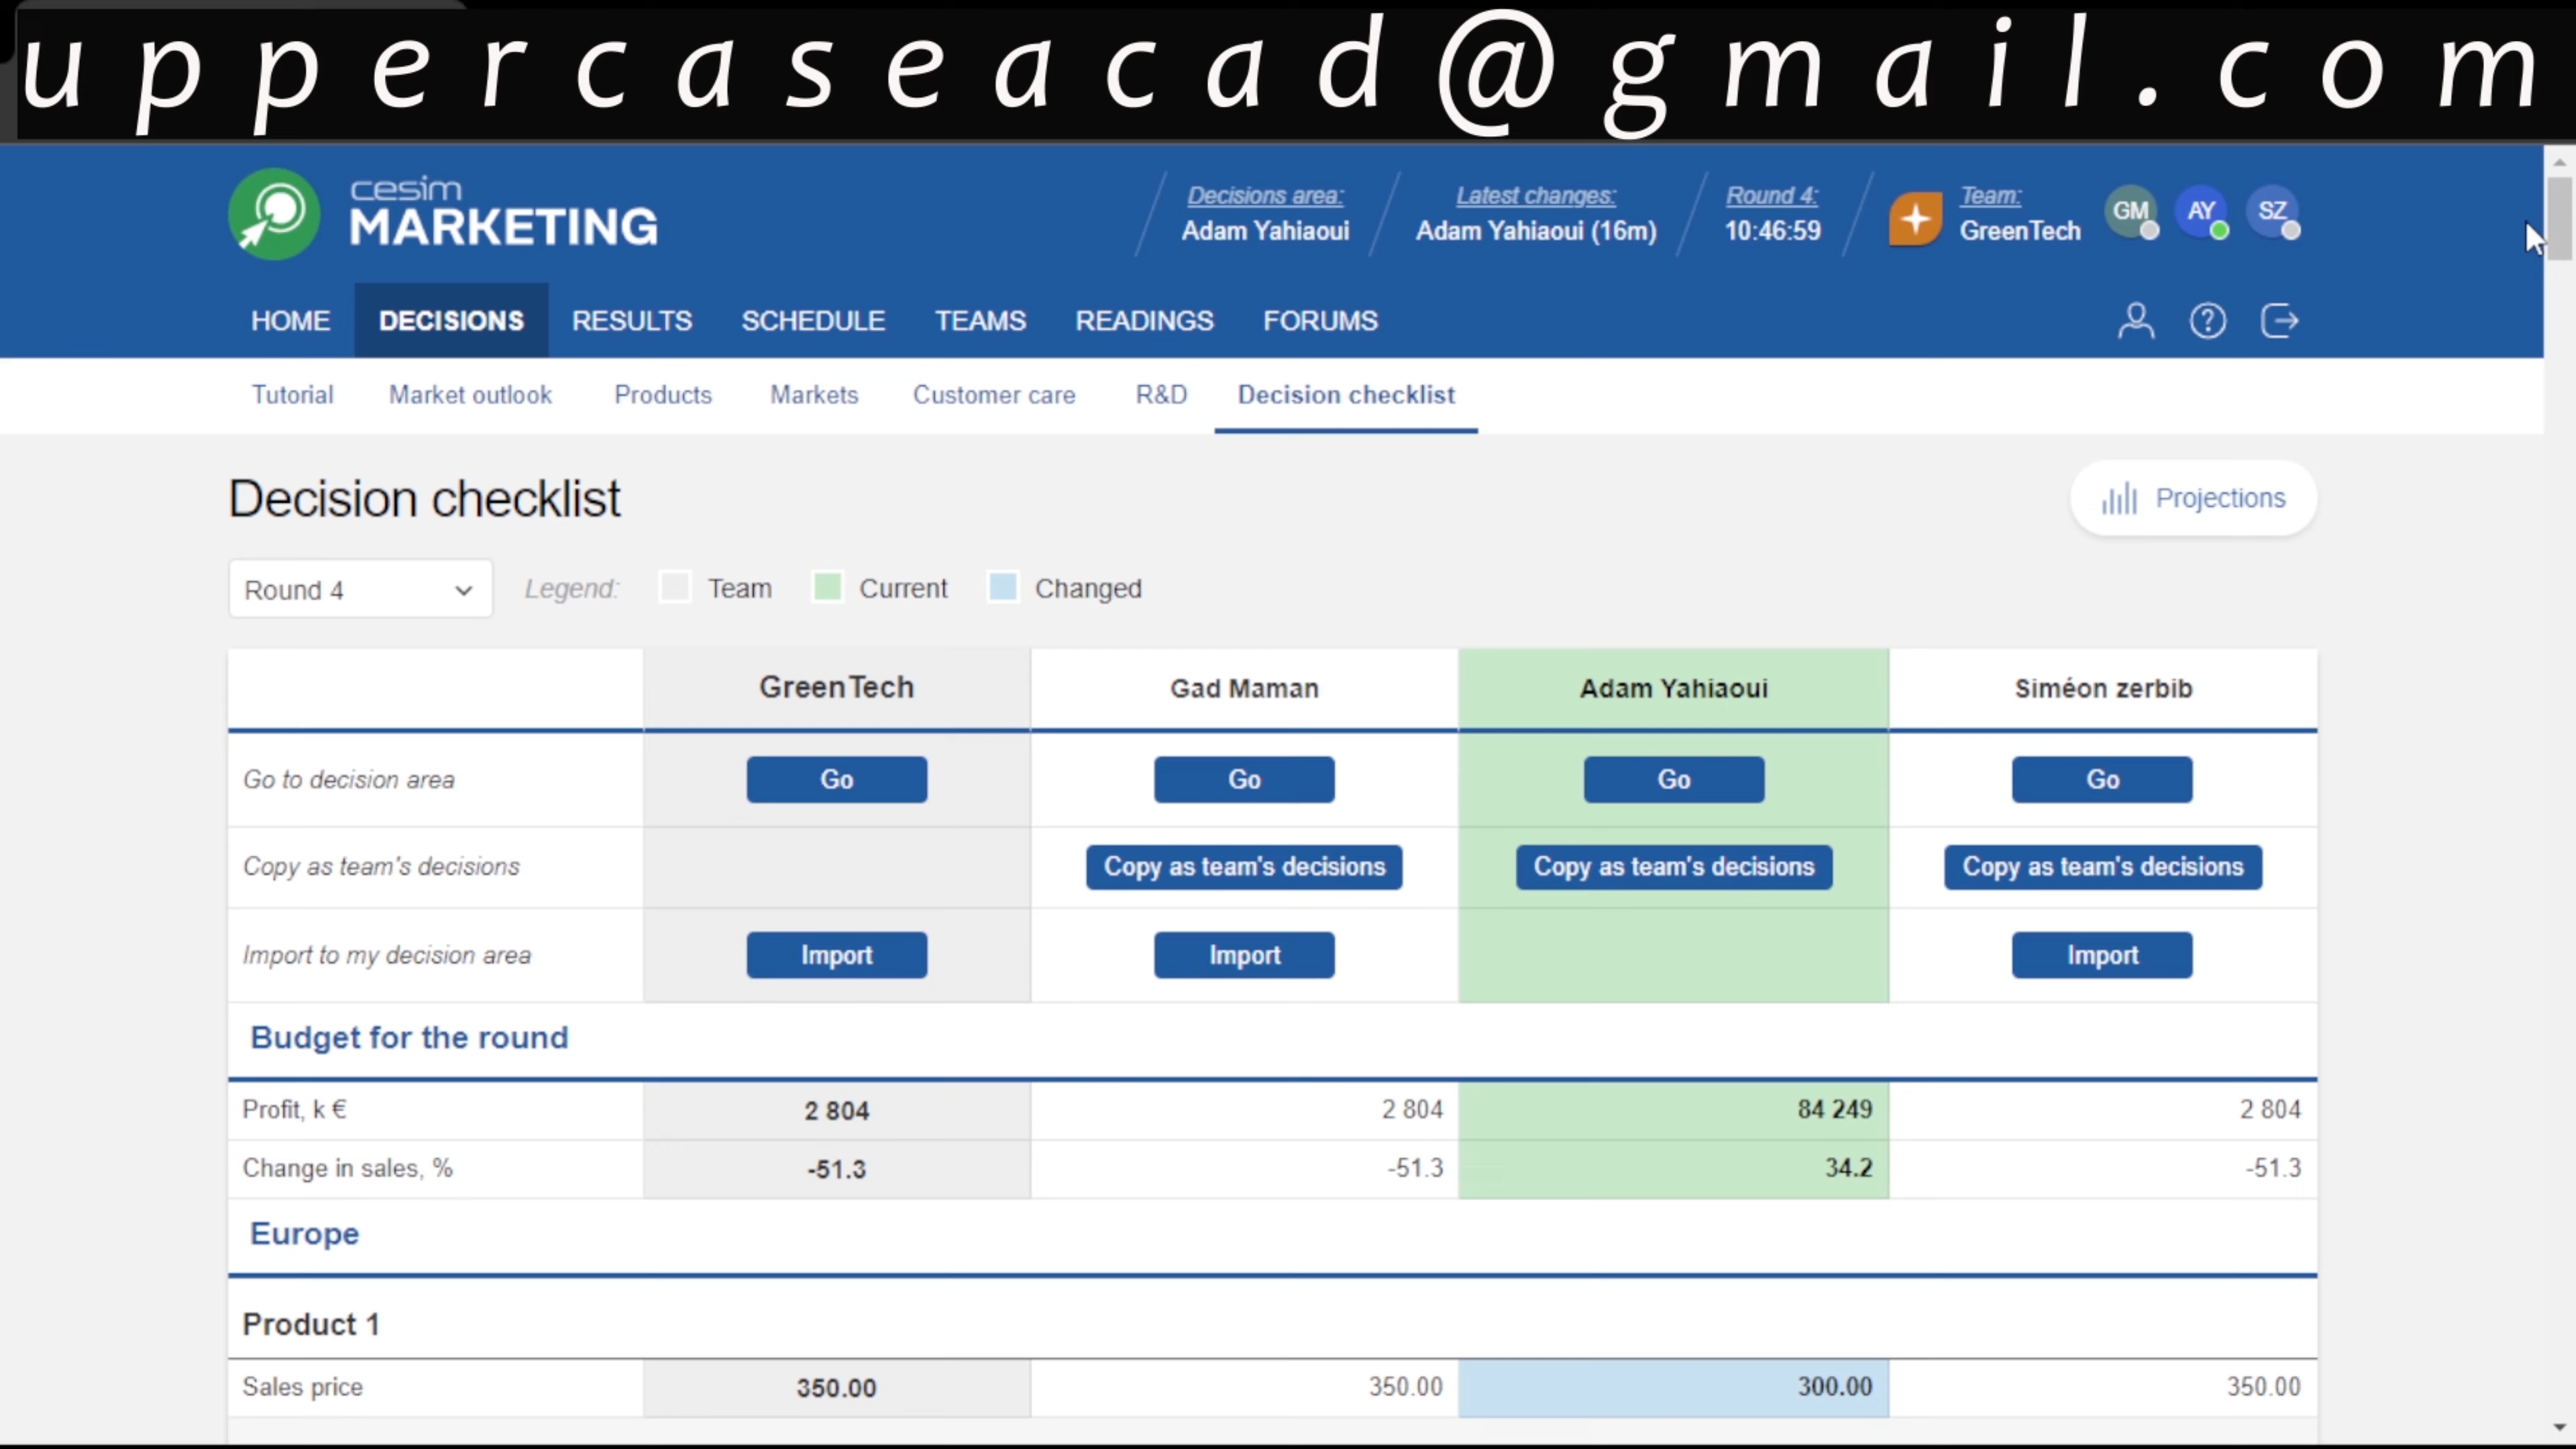 uppercaseacad@gmail.com
cesim
MARKETING
Decisions area:
Adam Yahiaoui
Latest changes:
Adam Yahiaoui (16m)
Round 4:
10:46:59
Team:
GreenTech
GM AY SZ
HOME DECISIONS RESULTS SCHEDULE TEAMS READINGS FORUMS
Tutorial Market outlook Products Markets Customer care R&D Decision checklist
Decision checklist
Projections
Round 4 Legend: Team Current Changed
GreenTech Gad Maman Adam Yahiaoui Siméon zerbib
Go to decision area Go Go Go Go
Copy as team's decisions Copy as team's decisions Copy as team's decisions Copy as team's decisions
Import to my decision area Import Import Import
Budget for the round
Profit, k € 2 804 2 804 84 249 2 804
Change in sales, % -51.3 -51.3 34.2 -51.3
Europe
Product 1
Sales price 350.00 350.00 300.00 350.00